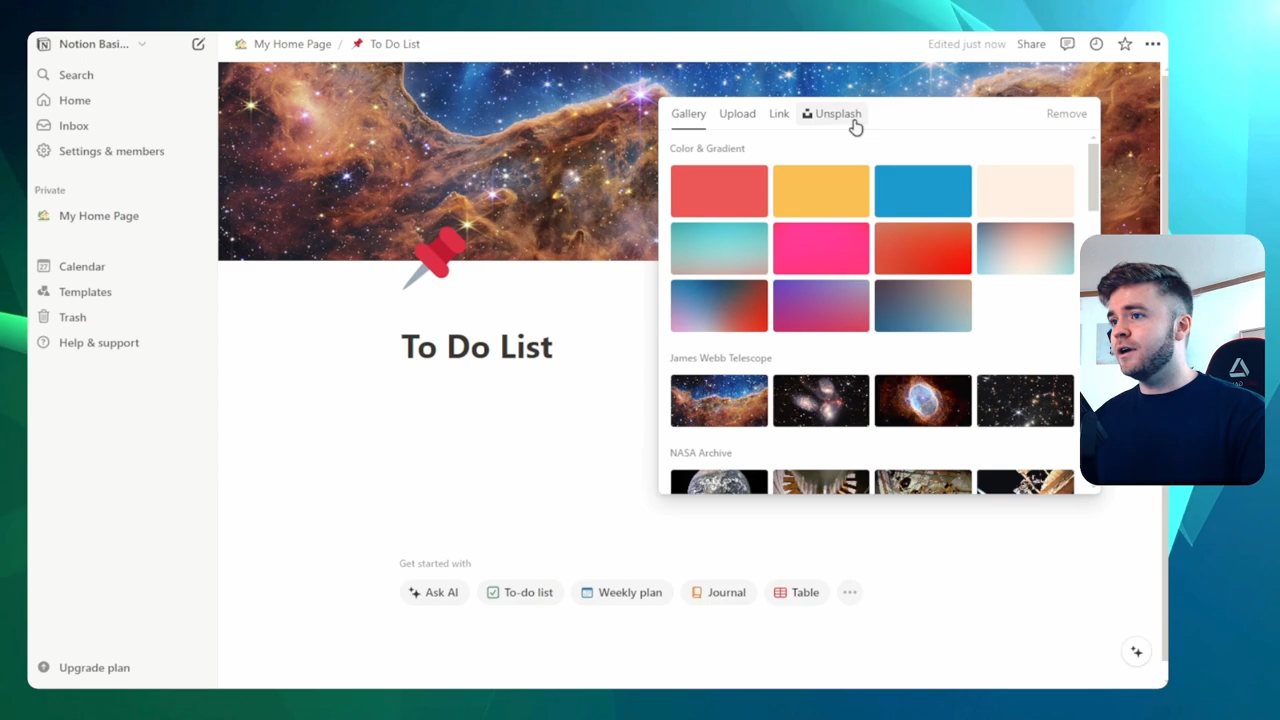 Notion Basi...
My Home Page / To Do List
Edited just now
Share
Search
Home
Inbox
Settings & members
Private
My Home Page
Calendar
Templates
Trash
Help & support
Upgrade plan
Gallery Upload Link Unsplash Remove
Color & Gradient
James Webb Telescope
NASA Archive
To Do List
Get started with
Ask AI To-do list Weekly plan Journal Table